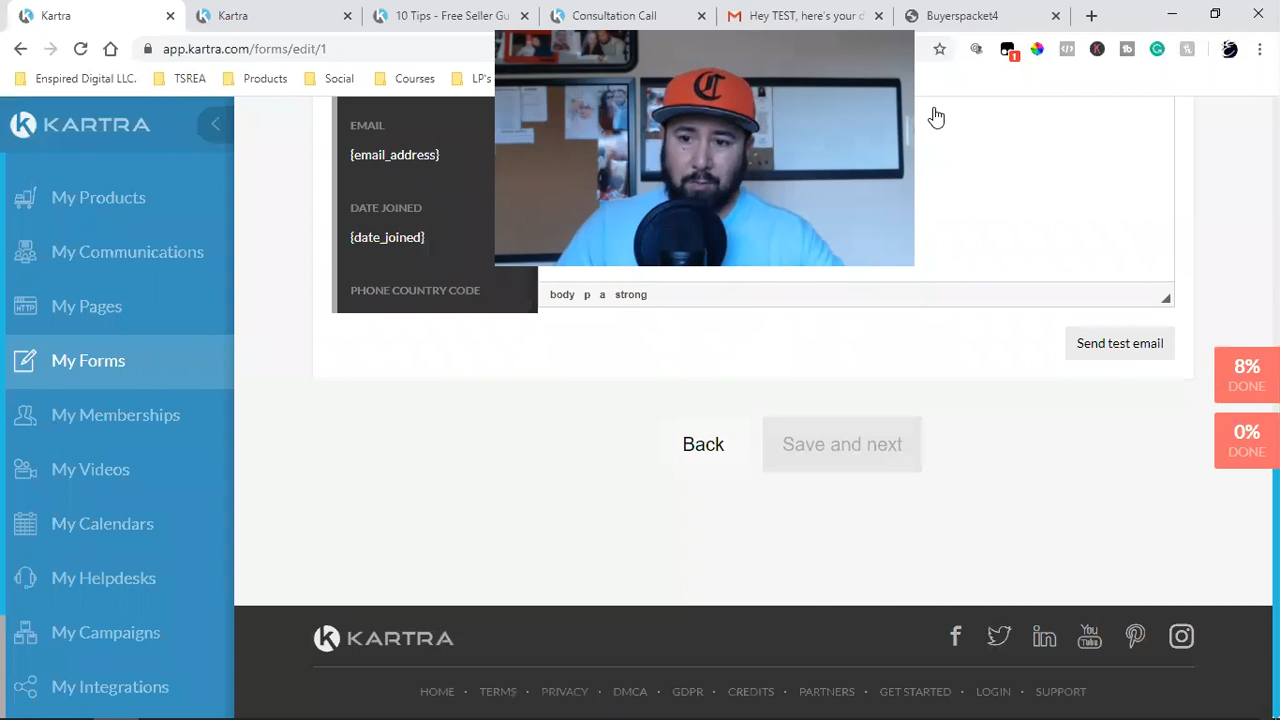 Kartra
Kartra
10 Tips - Free Seller Gu
Consultation Call
Hey TEST, here's your d
Buyerspacket4
app.kartra.com/forms/edit/1
1
Enspired Digital LLC.
TSREA
Products
Social
Courses
LP's
KARTRA
My Products
My Communications
My Pages
HTTP
My Forms
My Memberships
My Videos
My Calendars
My Helpdesks
My Campaigns
My Integrations
EMAIL
{email_address}
DATE JOINED
{date_joined}
PHONE COUNTRY CODE
C
body p a strong
Send test email
8%
DONE
0%
DONE
Back
Save and next
KARTRA
You Tube
HOME · TERMS · PRIVACY · DMCA · GDPR · CREDITS · PARTNERS · GET STARTED · LOGIN · SUPPORT